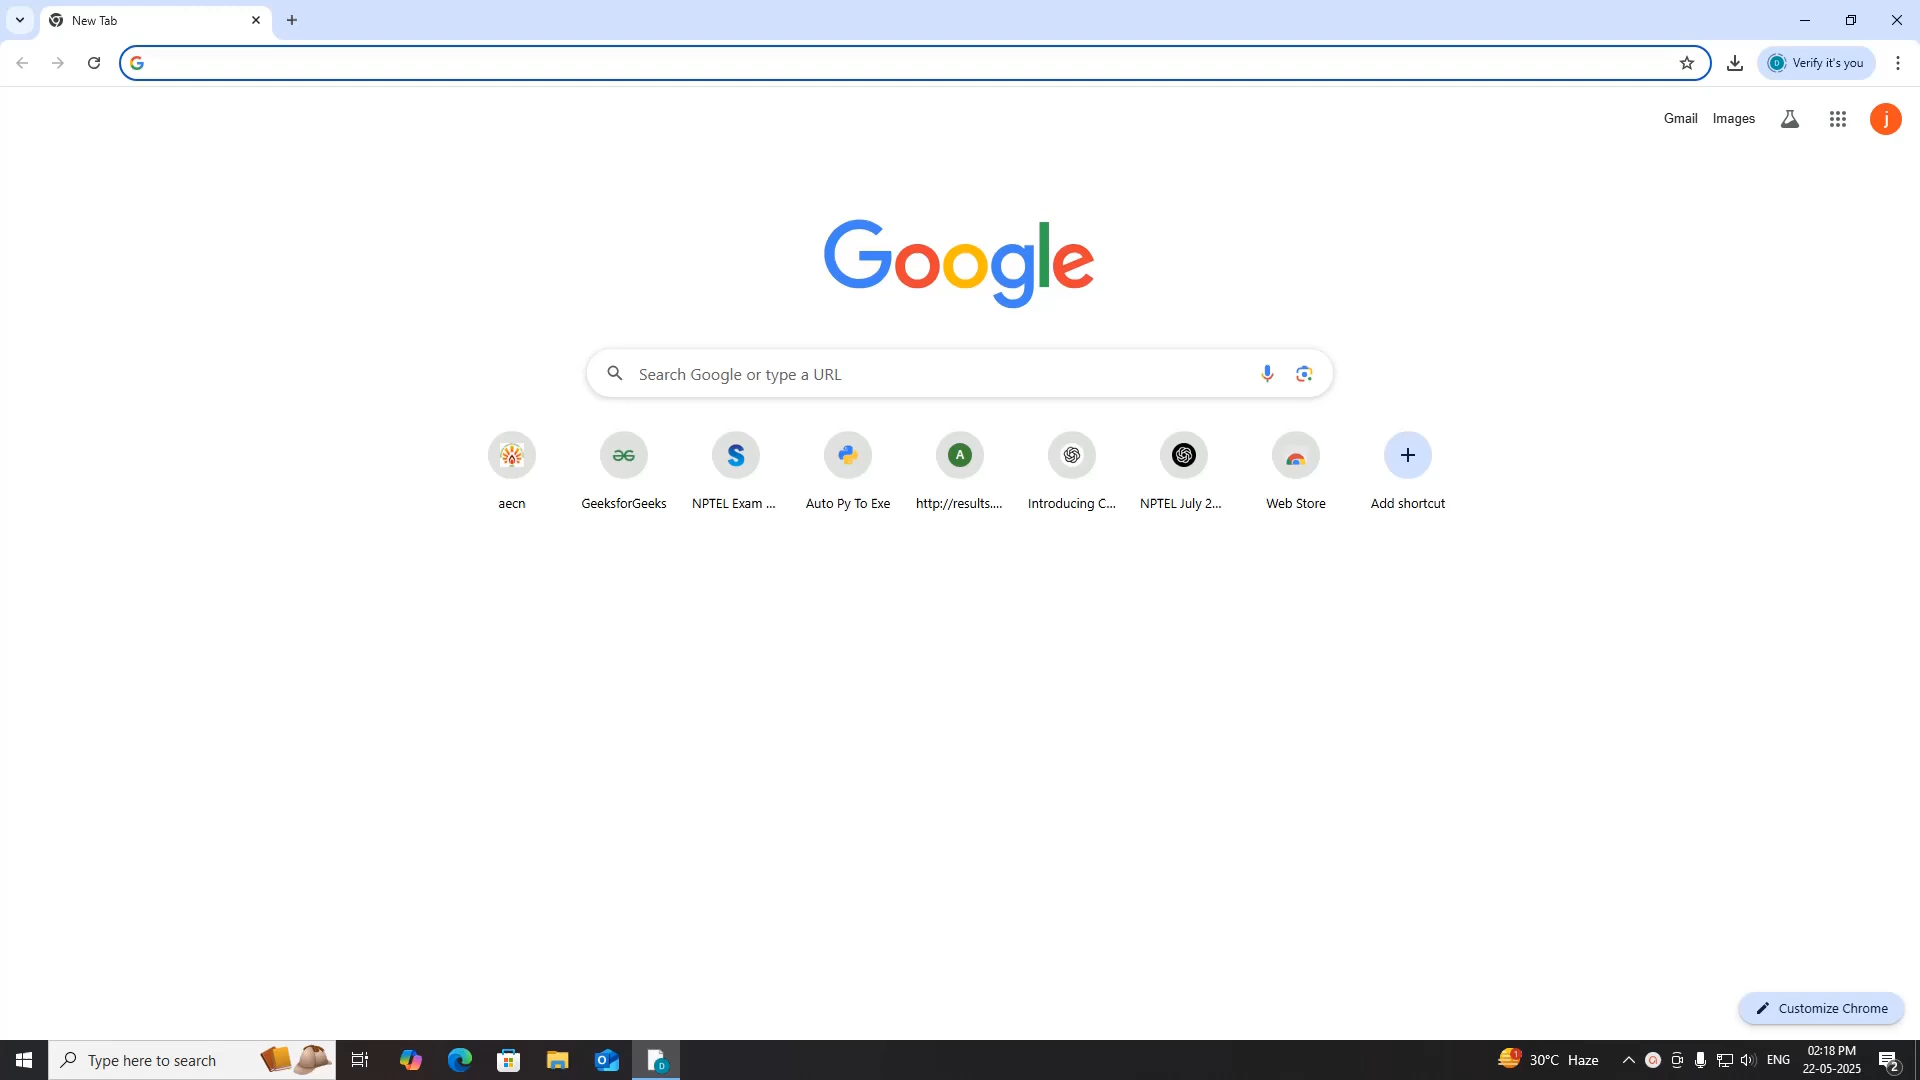 New Tab
Verify it's you
Gmail Images
j
Google
Search Google or type a URL
aecn
GeeksforGeeks
NPTEL Exam ...
Auto Py To Exe
A
http://results....
Introducing C...
NPTEL July 2...
Web Store
Add shortcut
Customize Chrome
Type here to search
30°C Haze
ENG
02:18 PM
22-05-2025
2